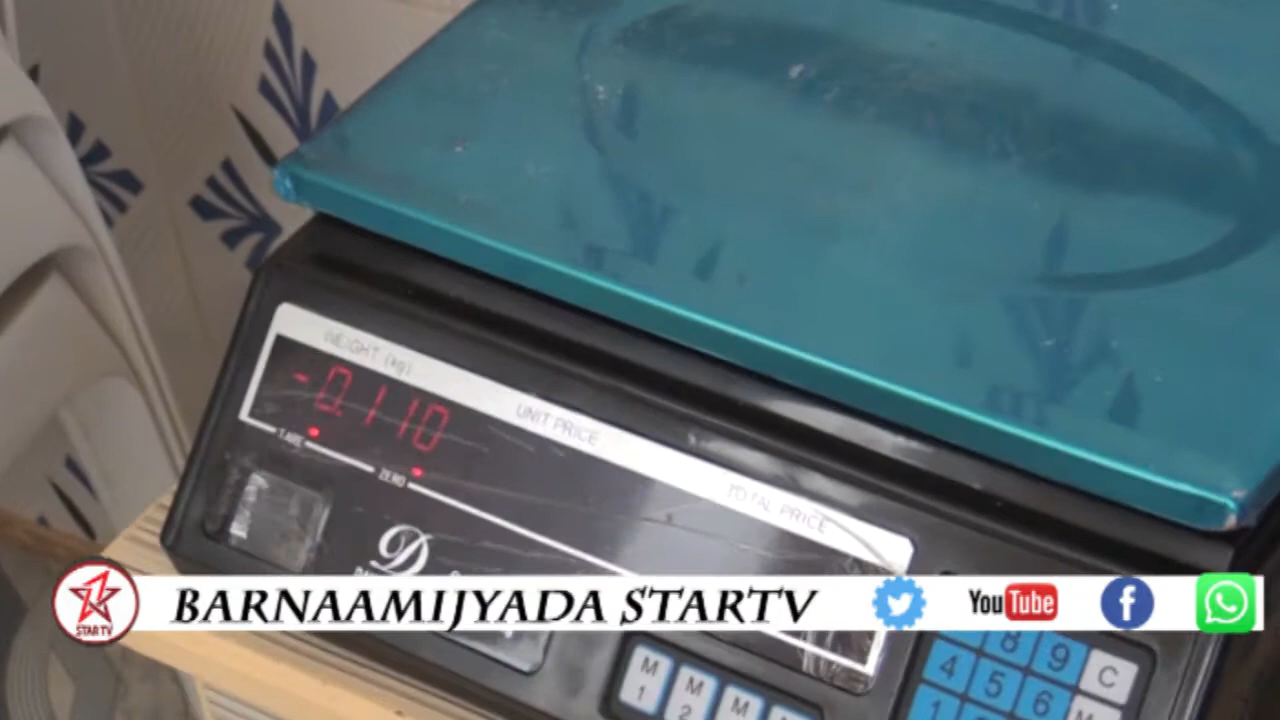 WEIGHT (kg)
UNIT PRICE
TOTAL PRICE
-0.110
TARE
ZERO
D
STAR TV
BARNAAMIJYADA STARTV
You Tube
8 9 C
4 5 6
1
M 1
M 2
M
M